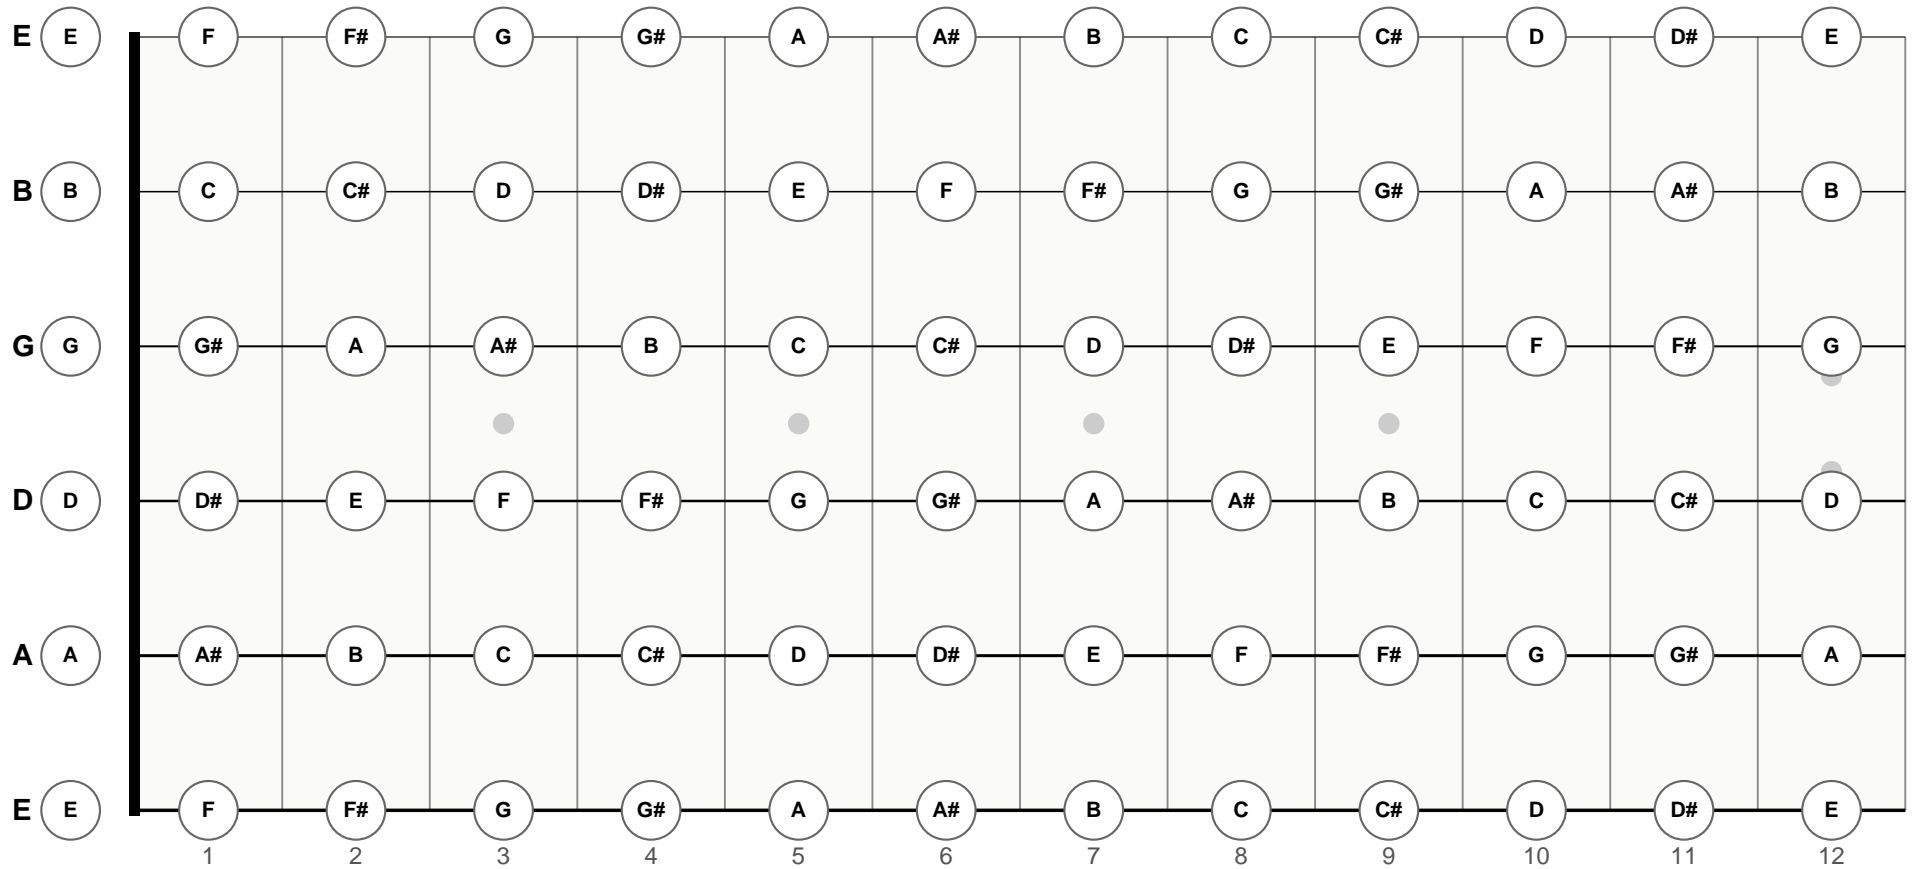 E E F F# G G# A A# B C C# D D# E
B B C C# D D# E F F# G G# A A# B
G G G# A A# B C C# D D# E F F# G
D D D# E F F# G G# A A# B C C# D
A A A# B C C# D D# E F F# G G# A
E E F F# G G# A A# B C C# D D# E
1 2 3 4 5 6 7 8 9 10 11 12